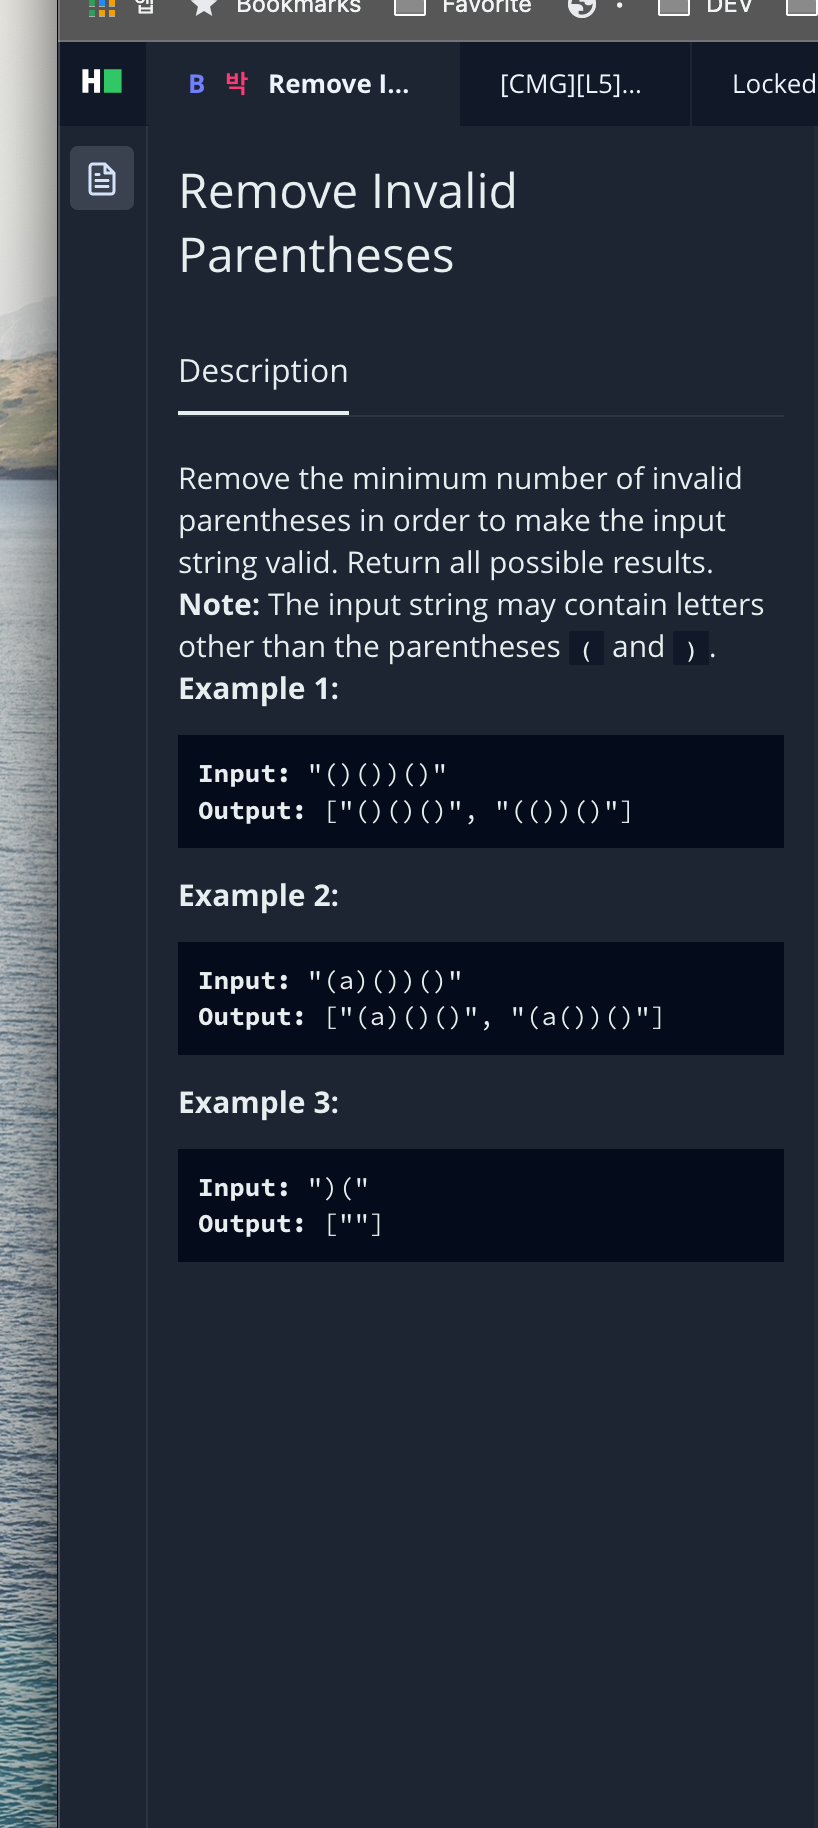 앱 Bookmarks Favorite DEV
H B 박 Remove I... [CMG][L5]... Locked
Remove Invalid
Parentheses
Description
Remove the minimum number of invalid
parentheses in order to make the input
string valid. Return all possible results.
Note: The input string may contain letters
other than the parentheses ( and ) .
Example 1:
Input: "()())()"
Output: ["()()()", "(())()"]
Example 2:
Input: "(a)())()"
Output: ["(a)()()", "(a())()"]
Example 3:
Input: ")("
Output: [""]